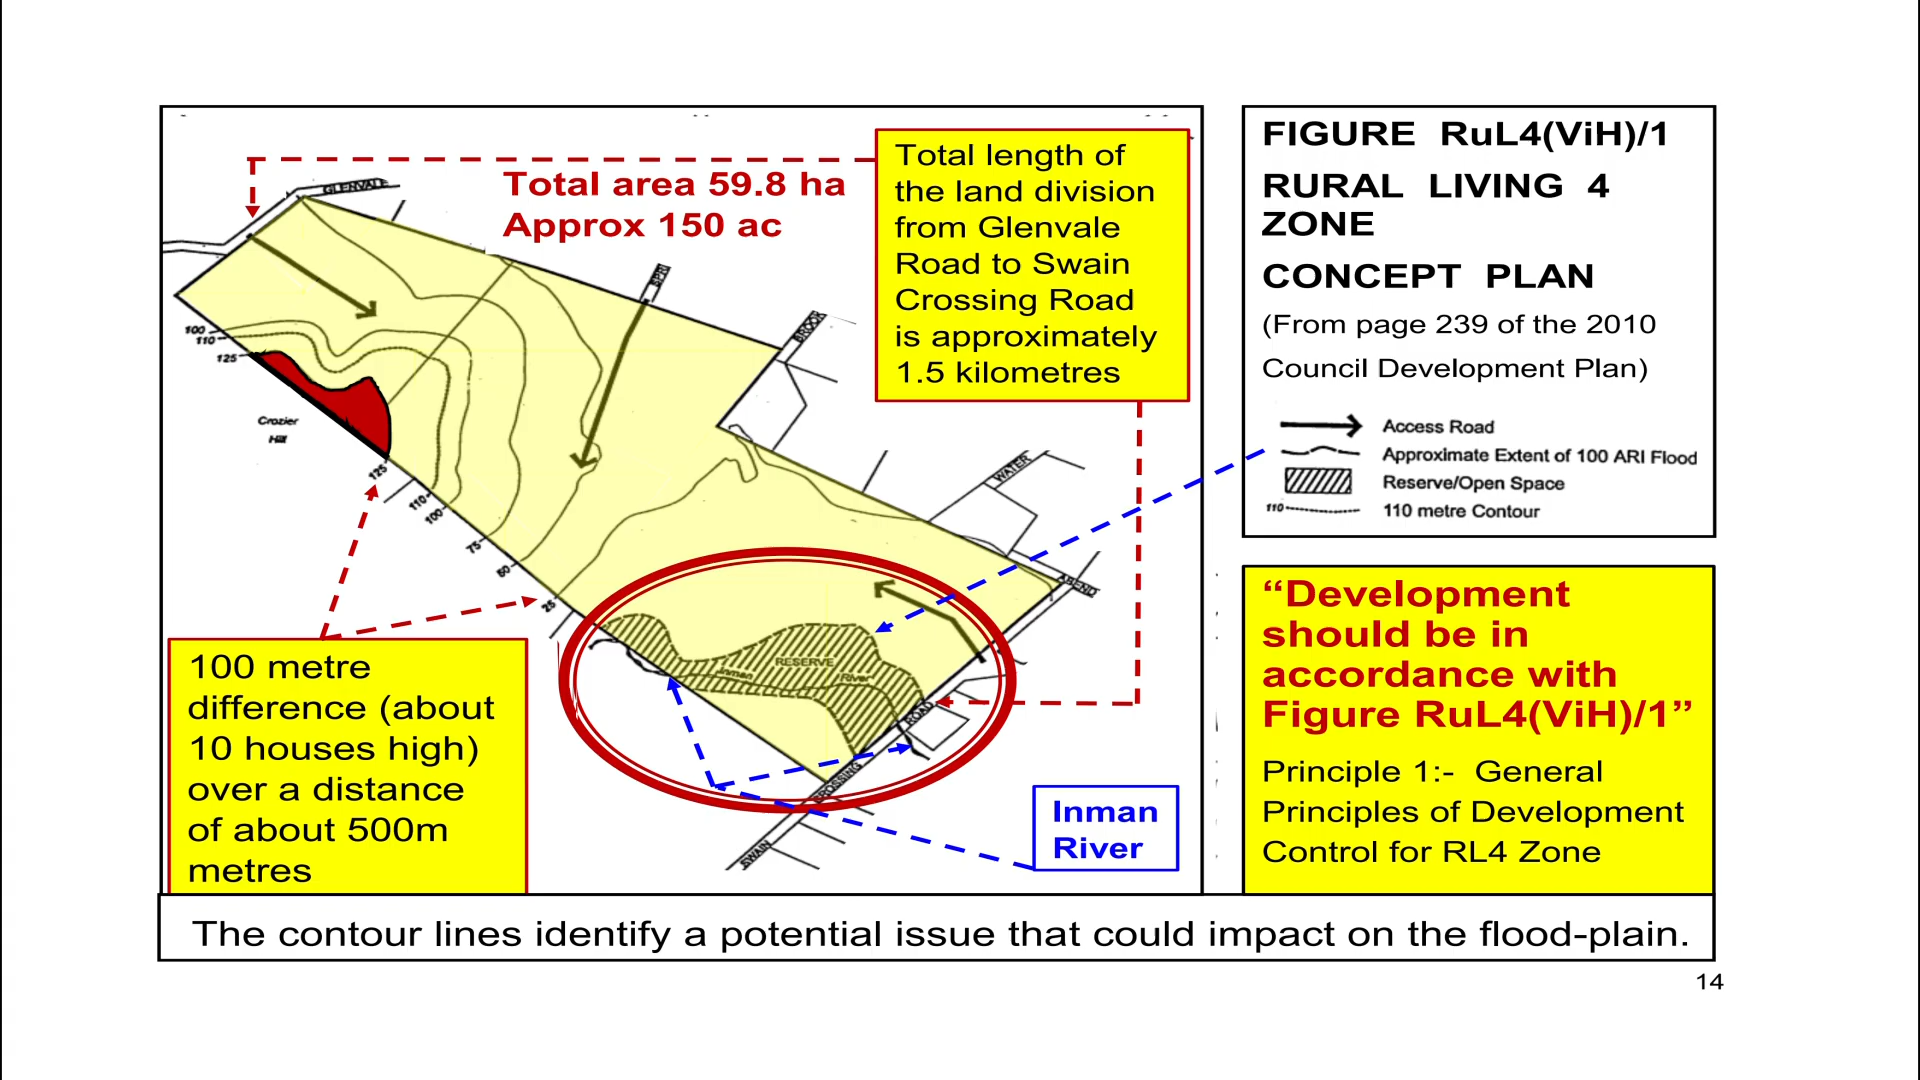 GLENVALE
Total area 59.8 ha
Approx 150 ac
Total length of
the land division
from Glenvale
Road to Swain
Crossing Road
is approximately
1.5 kilometres
SPRI
BROOK
100
110
125
Crozier
Hill
125
110
100
75
50
25
WATER
ABEND
RESERVE
Inman River
ROAD
CROSSING
SWAIN
100 metre
difference (about
10 houses high)
over a distance
of about 500m
metres
Inman
River
FIGURE RuL4(ViH)/1
RURAL LIVING 4
ZONE
CONCEPT PLAN
(From page 239 of the 2010
Council Development Plan)
Access Road
Approximate Extent of 100 ARI Flood
Reserve/Open Space
110 110 metre Contour
“Development
should be in
accordance with
Figure RuL4(ViH)/1”
Principle 1:- General
Principles of Development
Control for RL4 Zone
The contour lines identify a potential issue that could impact on the flood-plain.
14